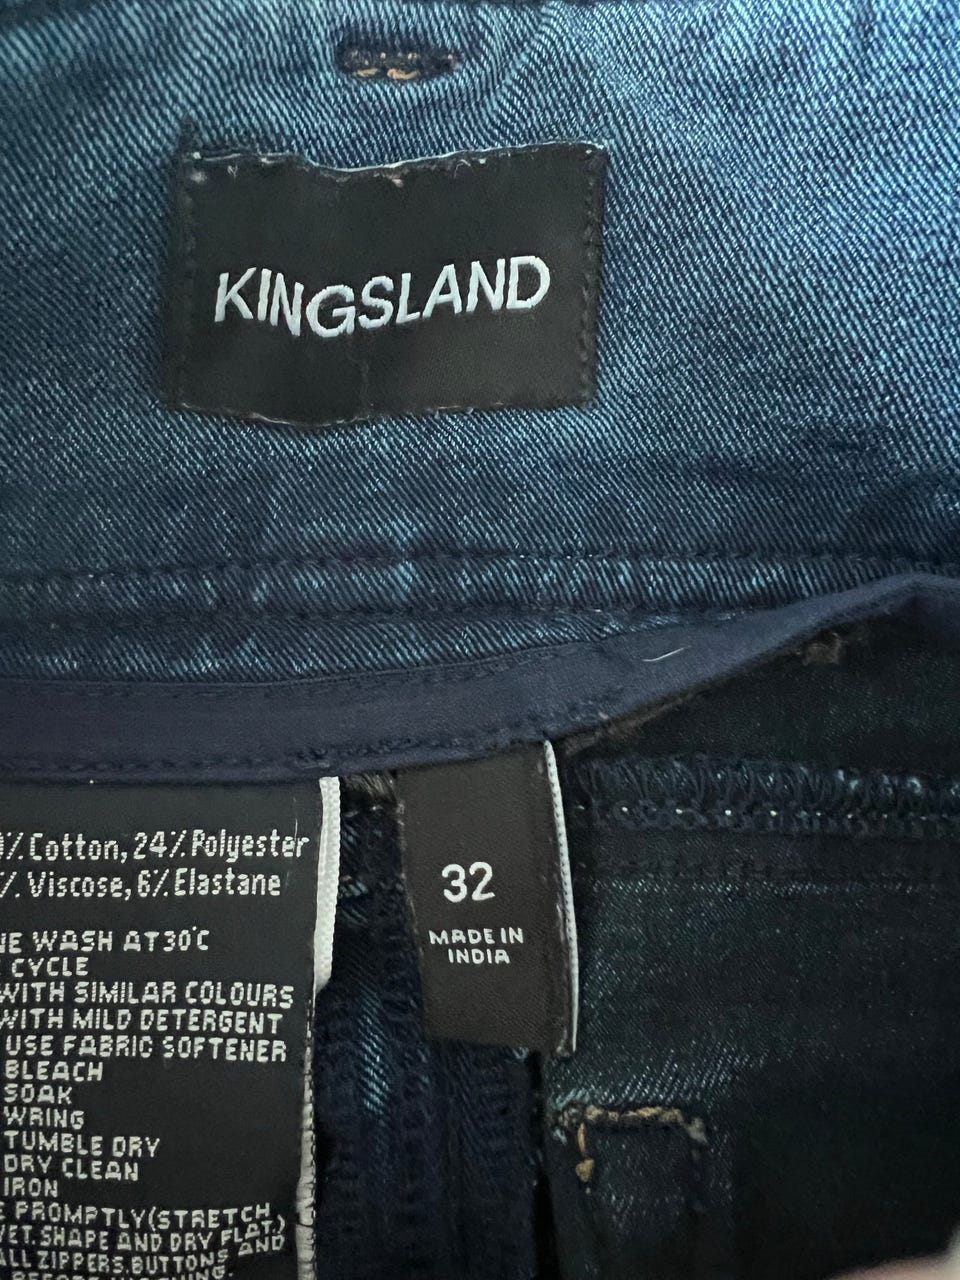 KINGSLAND
% Cotton, 24% Polyester
% Viscose, 6% Elastane
WASH AT 30°C
CYCLE
WITH SIMILAR COLOURS
WITH MILD DETERGENT
USE FABRIC SOFTENER
BLEACH
SOAK
WRING
TUMBLE DRY
DRY CLEAN
IRON
PROMPTLY (STRETCH
SHAPE AND DRY FLAT.)
ZIPPERS, BUTTONS AND
32
MADE IN
INDIA